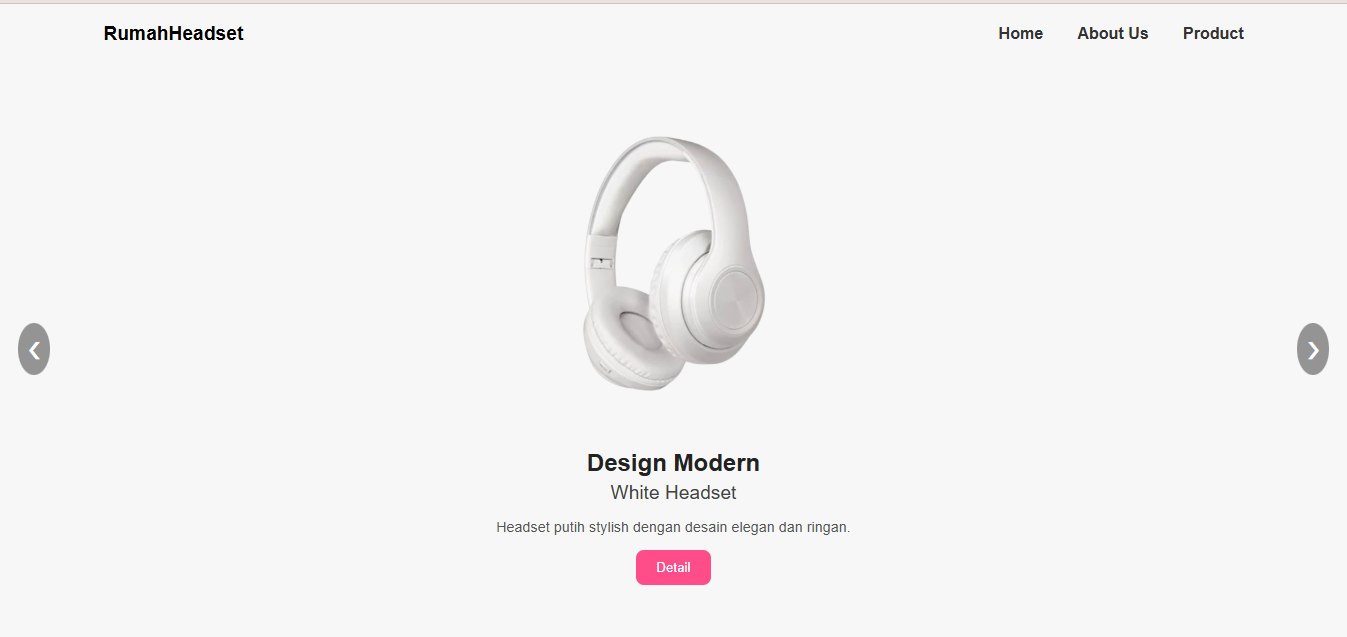 RumahHeadset
Home About Us Product
❮ ❯
Design Modern
White Headset
Headset putih stylish dengan desain elegan dan ringan.
Detail